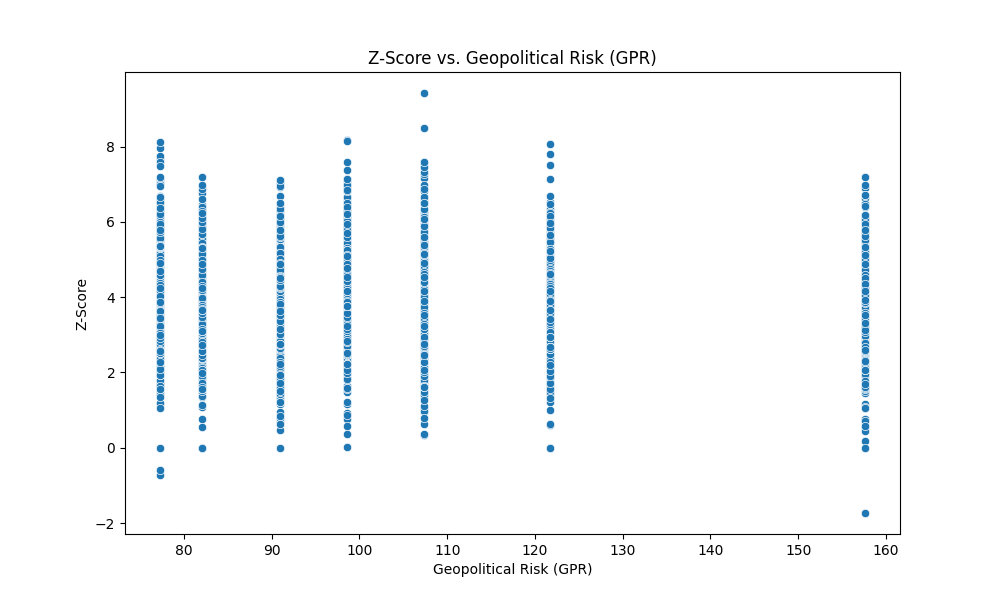 Z-Score vs. Geopolitical Risk (GPR)
8
6
4
2
0
−2
Z-Score
80 90 100 110 120 130 140 150 160
Geopolitical Risk (GPR)